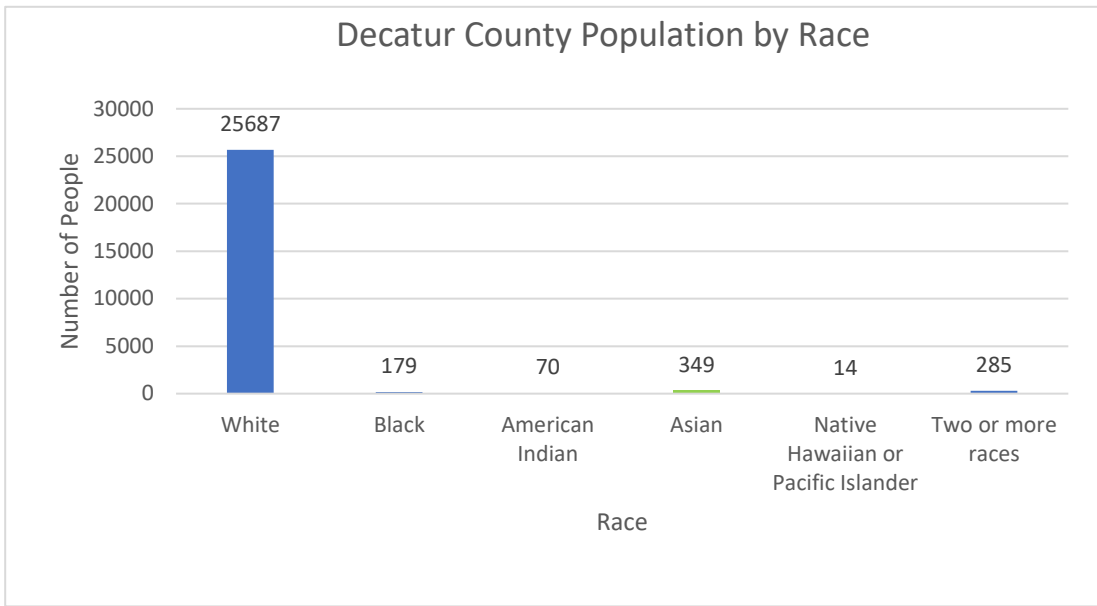 Decatur County Population by Race
Number of People
30000
25000
20000
15000
10000
5000
0
25687
179
70
349
14
285
White
Black
American
Indian
Asian
Native
Hawaiian or
Pacific Islander
Two or more
races
Race